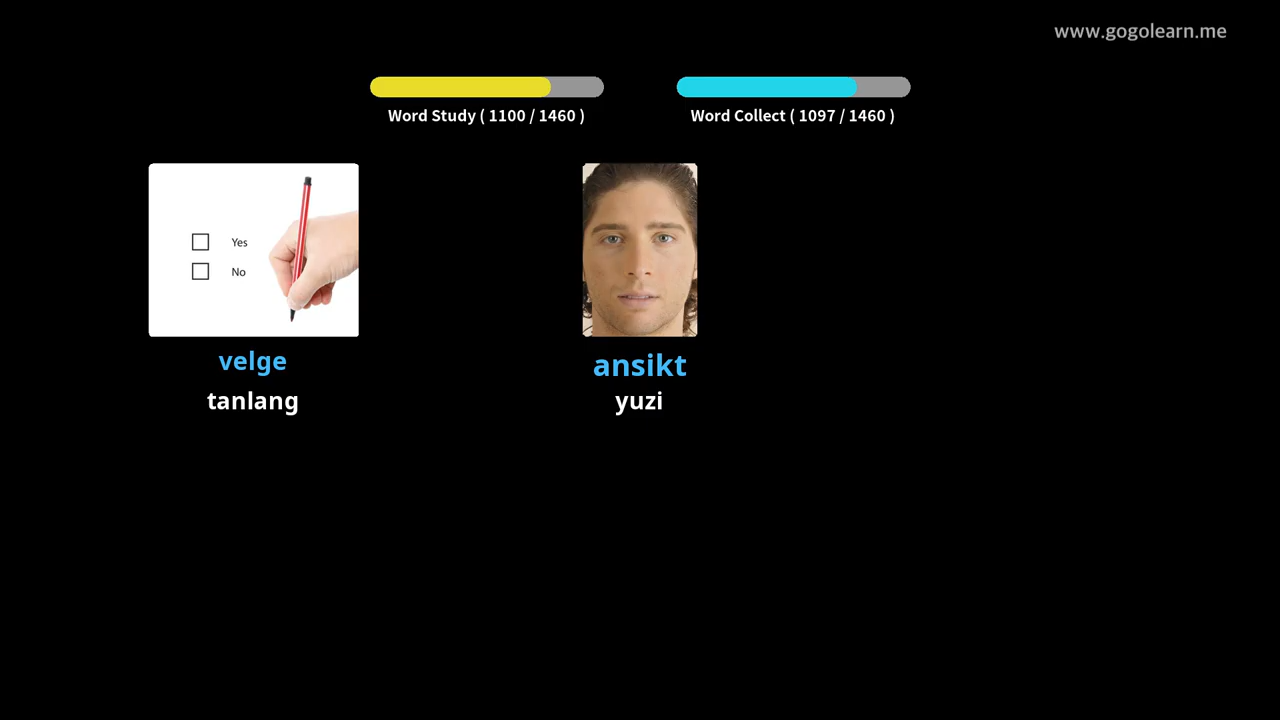 www.gogolearn.me
Word Study ( 1100 / 1460 )
Word Collect ( 1097 / 1460 )
Yes
No
velge
tanlang
ansikt
yuzi